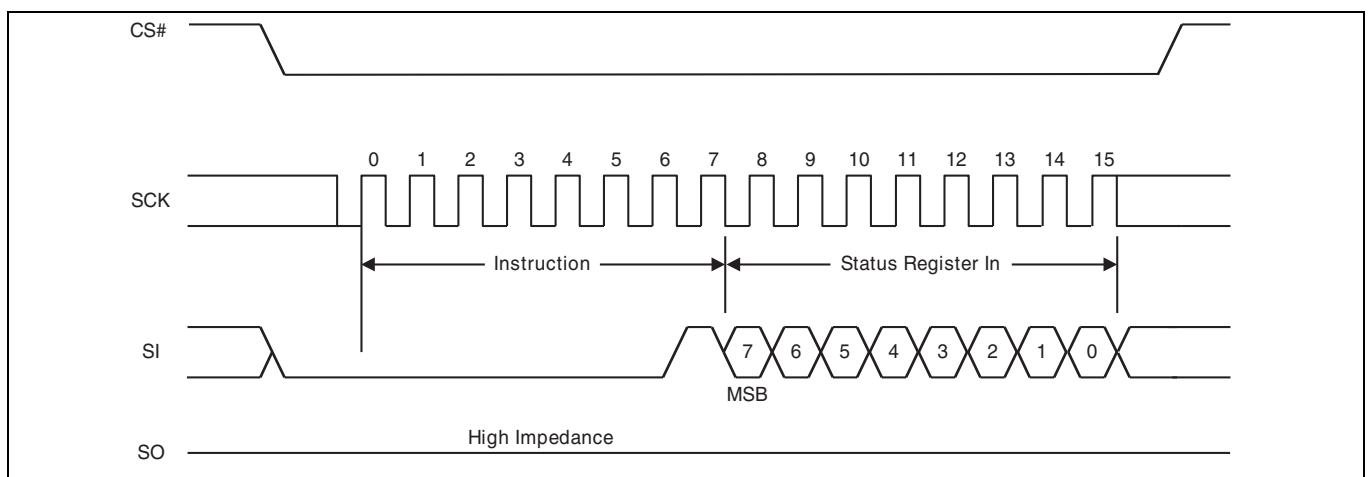 CS#
0 1 2 3 4 5 6 7 8 9 10 11 12 13 14 15
SCK
Instruction Status Register In
SI 7 6 5 4 3 2 1 0
MSB
High Impedance
SO